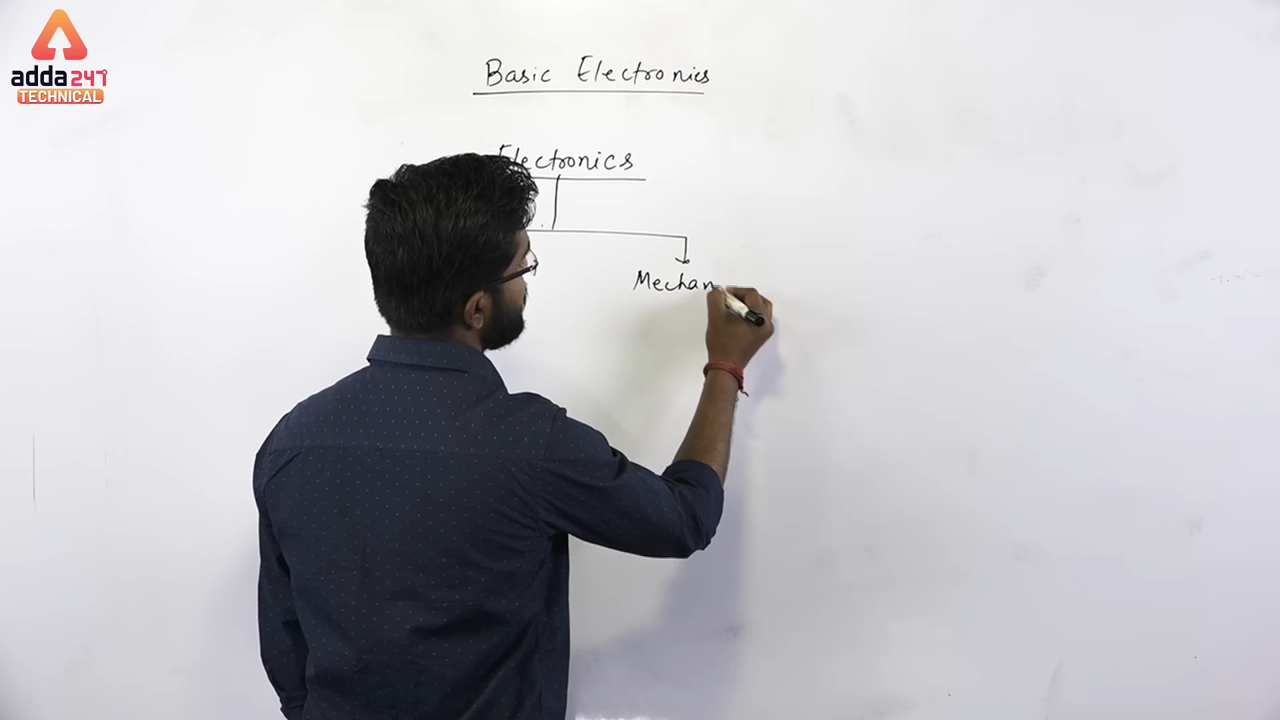 adda247
TECHNICAL
Basic Electronics
Electronics
Mechan